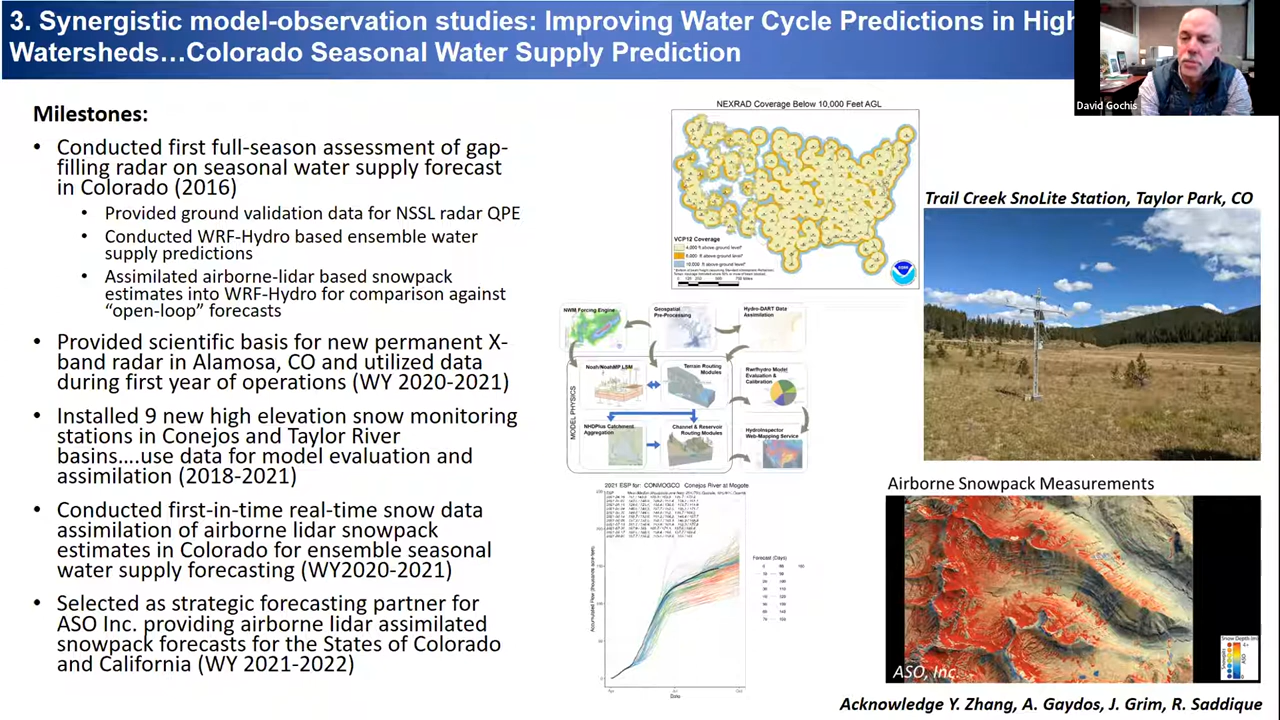 3. Synergistic model-observation studies: Improving Water Cycle Predictions in High
Watersheds…Colorado Seasonal Water Supply Prediction
David Gochis
Milestones:
• Conducted first full-season assessment of gap-
filling radar on seasonal water supply forecast
in Colorado (2016)
• Provided ground validation data for NSSL radar QPE
• Conducted WRF-Hydro based ensemble water
supply predictions
• Assimilated airborne-lidar based snowpack
estimates into WRF-Hydro for comparison against
“open-loop” forecasts
• Provided scientific basis for new permanent X-
band radar in Alamosa, CO and utilized data
during first year of operations (WY 2020-2021)
• Installed 9 new high elevation snow monitoring
stations in Conejos and Taylor River
basins….use data for model evaluation and
assimilation (2018-2021)
• Conducted first-in-time real-time snow data
assimilation of airborne lidar snowpack
estimates in Colorado for ensemble seasonal
water supply forecasting (WY2020-2021)
• Selected as strategic forecasting partner for
ASO Inc. providing airborne lidar assimilated
snowpack forecasts for the States of Colorado
and California (WY 2021-2022)
NEXRAD Coverage Below 10,000 Feet AGL
VCP12 Coverage
4,000 ft above ground level*
6,000 ft above ground level*
10,000 ft above ground level*
NWM Forcing Engine
Geospatial
Pre-Processing
Hydro-DART Data
Assimilation
MODEL PHYSICS
Noah/NoahMP LSM
Terrain Routing
Modules
Rwrfhydro Model
Evaluation &
Calibration
NHDPlus Catchment
Aggregation
Channel & Reservoir
Routing Modules
HydroInspector
Web-Mapping Service
2021 ESP for: CONMOGCO Conejos River at Mogote
Accumulated Flow (thousands acre-feet)
Date
Forecast (Days)
Trail Creek SnoLite Station, Taylor Park, CO
Airborne Snowpack Measurements
Snow Depth (m)
ASO
ASO, Inc.
Acknowledge Y. Zhang, A. Gaydos, J. Grim, R. Saddique